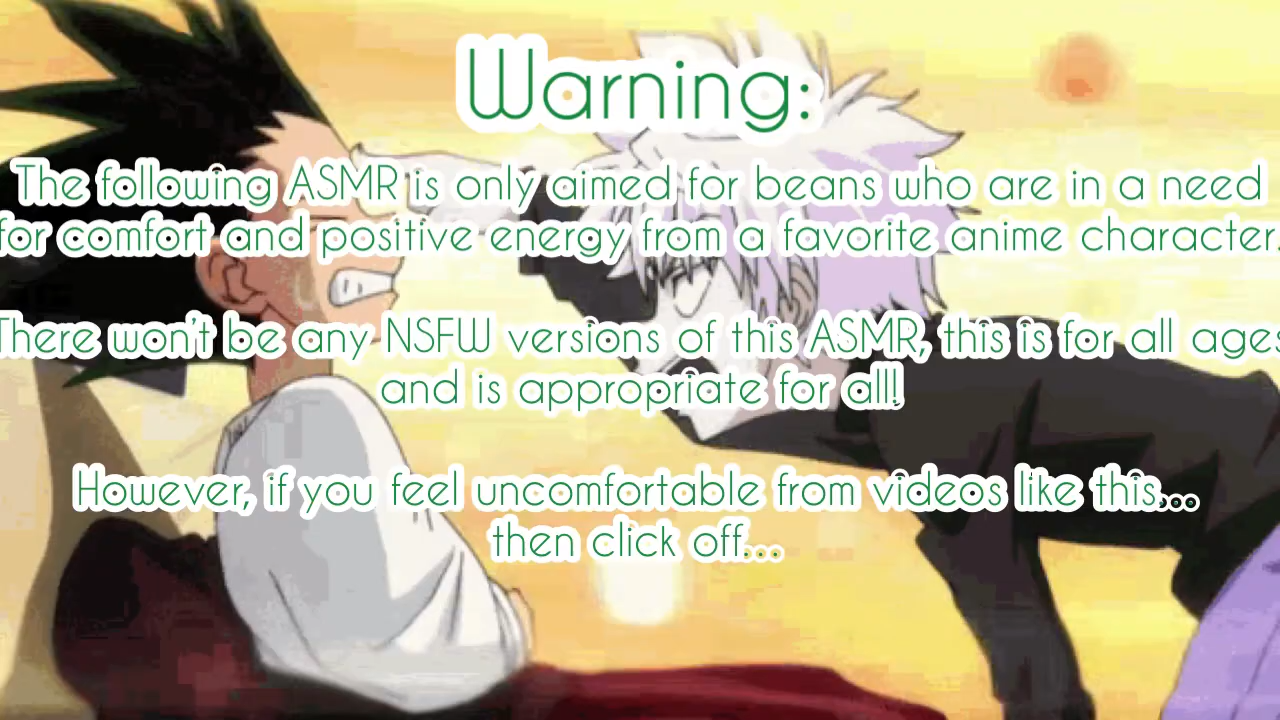 Warning:
The following ASMR is only aimed for beans who are in a need
for comfort and positive energy from a favorite anime character.
There won't be any NSFW versions of this ASMR, this is for all ages
and is appropriate for all!
However, if you feel uncomfortable from videos like this...
then click off...